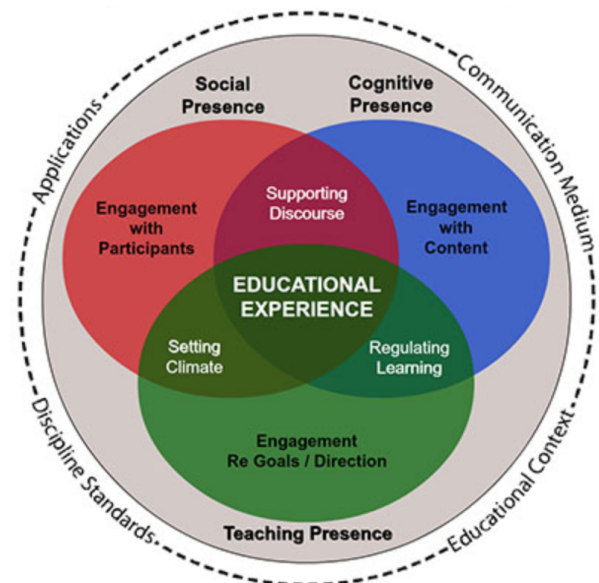 Applications
Communication Medium
Social
Presence
Cognitive
Presence
Engagement
with
Participants
Supporting
Discourse
Engagement
with
Content
EDUCATIONAL
EXPERIENCE
Setting
Climate
Regulating
Learning
Engagement
Re Goals / Direction
Teaching Presence
Discipline Standards
Educational Context